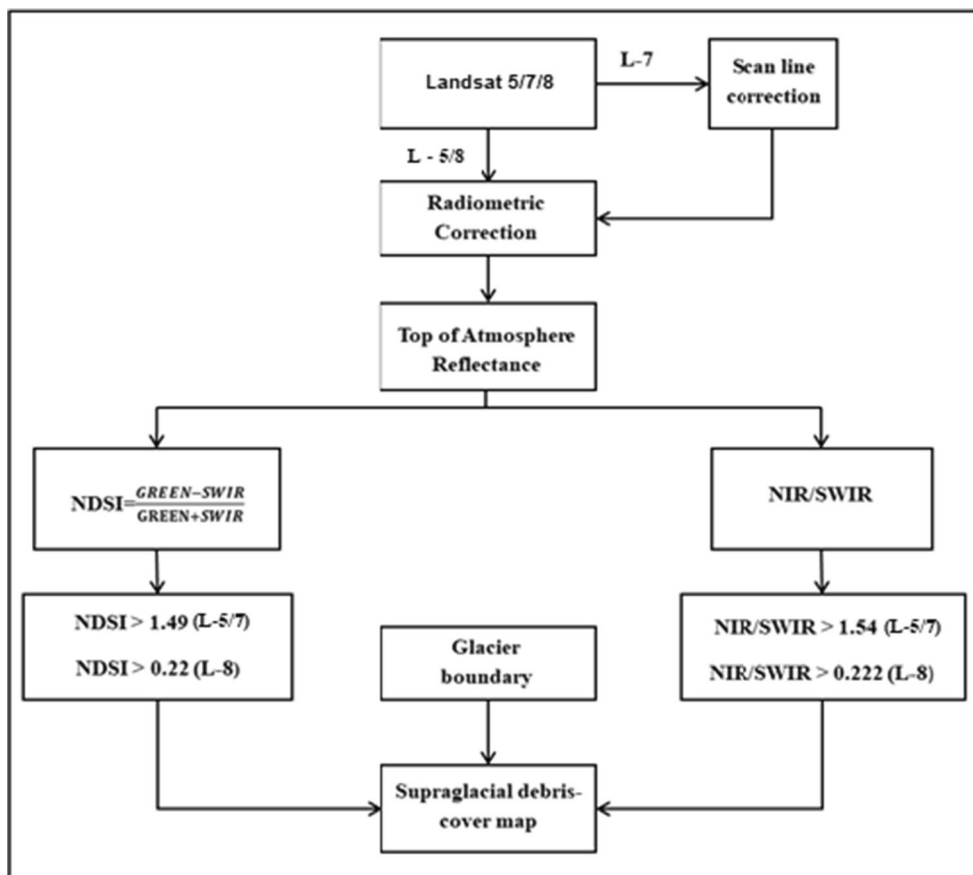 Landsat 5/7/8
L-7
Scan line
correction
L - 5/8
Radiometric
Correction
Top of Atmosphere
Reflectance
NDSI=GREEN−SWIR/GREEN+SWIR
NIR/SWIR
NDSI > 1.49 (L-5/7)
NDSI > 0.22 (L-8)
Glacier
boundary
NIR/SWIR > 1.54 (L-5/7)
NIR/SWIR > 0.222 (L-8)
Supraglacial debris-
cover map